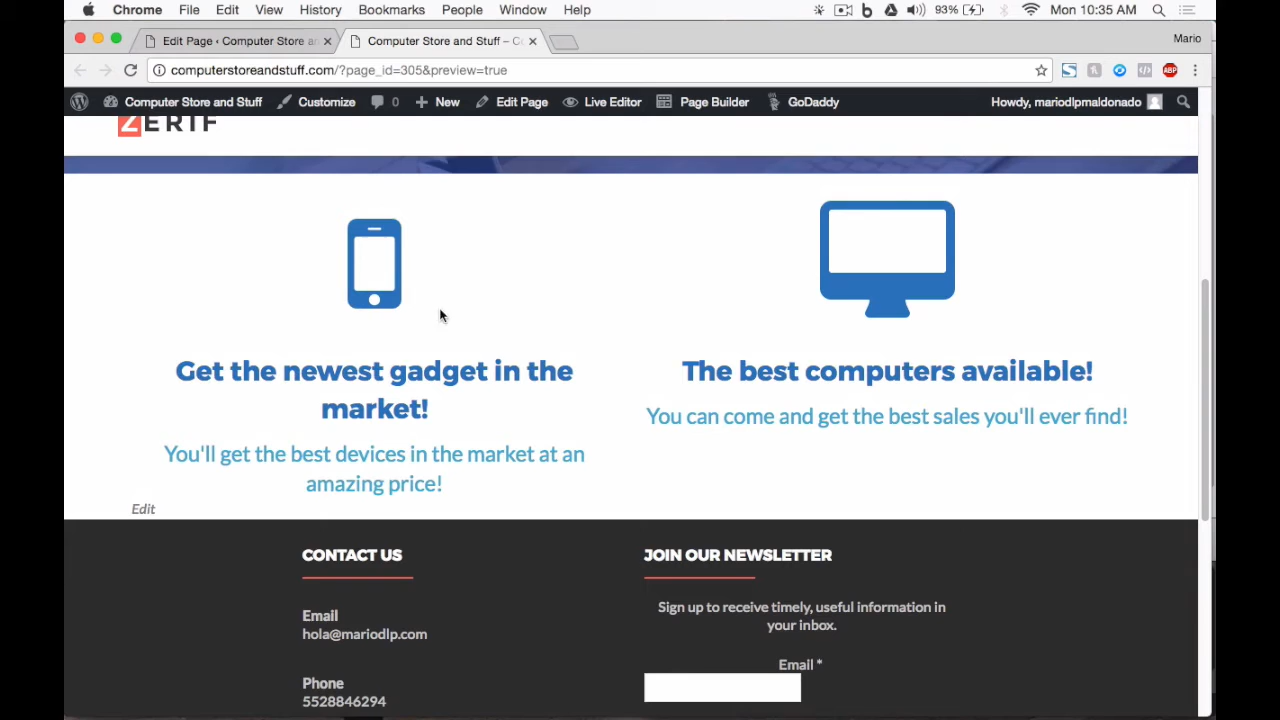 Chrome File Edit View History Bookmarks People Window Help 93% Mon 10:35 AM
Edit Page ‹ Computer Store an Computer Store and Stuff – Co Mario
computerstoreandstuff.com/?page_id=305&preview=true ABP
Computer Store and Stuff Customize 0 New Edit Page Live Editor Page Builder GoDaddy Howdy, mariodlpmaldonado
ZERIF
Get the newest gadget in the
market!
You'll get the best devices in the market at an
amazing price!
The best computers available!
You can come and get the best sales you'll ever find!
Edit
CONTACT US
Email
hola@mariodlp.com
Phone
5528846294
JOIN OUR NEWSLETTER
Sign up to receive timely, useful information in
your inbox.
Email *